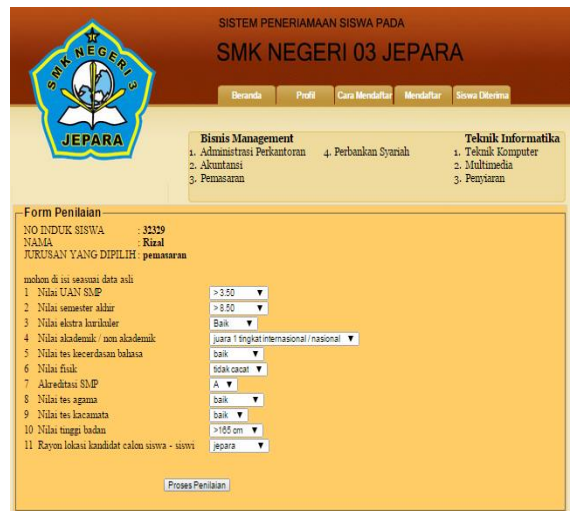 SISTEM PENERIAMAAN SISWA PADA
SMK NEGERI 03 JEPARA
SMK NEGERI 3
JEPARA
Beranda Profil Cara Mendaftar Mendaftar Siswa Diterima
Bisnis Management
1. Administrasi Perkantoran 4. Perbankan Syariah
2. Akuntansi
3. Pemasaran
Teknik Informatika
1. Teknik Komputer
2. Multimedia
3. Penyiaran
Form Penilaian
NO INDUK SISWA : 32329
NAMA : Rizal
JURUSAN YANG DIPILIH : pemasaran
mohon di isi seasuai data asli
1 Nilai UAN SMP > 3.50
2 Nilai semester akhir > 8.50
3 Nilai ekstra kurikuler Baik
4 Nilai akademik / non akademik juara 1 tingkat internasional / nasional
5 Nilai tes kecerdasan bahasa baik
6 Nilai fisik tidak cacat
7 Akreditasi SMP A
8 Nilai tes agama baik
9 Nilai tes kacamata baik
10 Nilai tinggi badan >165 cm
11 Rayon lokasi kandidat calon siswa - siswi jepara
Proses Penilaian